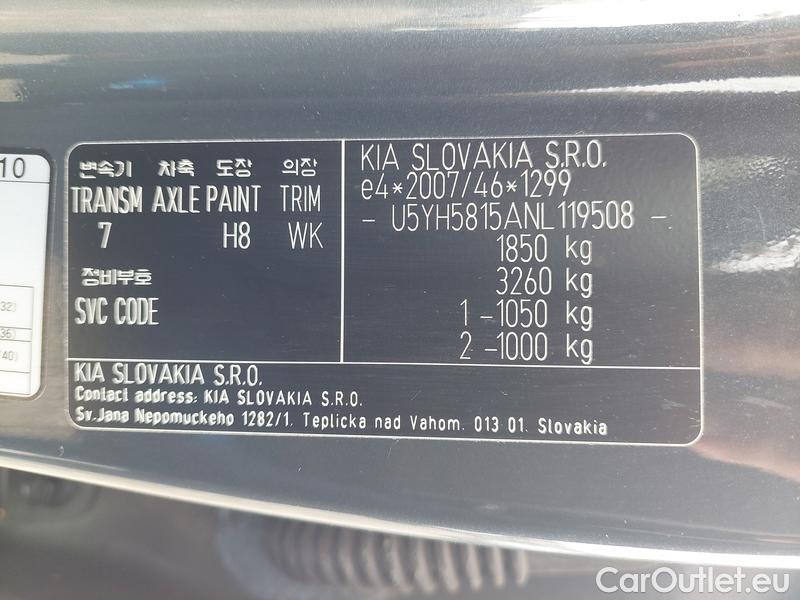 10
32)
36)
40)
변속기 차축 도장 의장
TRANSM AXLE PAINT TRIM
7 H8 WK
정비부호
SVC CODE
KIA SLOVAKIA S.R.O.
e4*2007/46*1299
- U5YH5815ANL119508 -
1850 kg
3260 kg
1 -1050 kg
2 -1000 kg
KIA SLOVAKIA S.R.O.
Contact address: KIA SLOVAKIA S.R.O.
Sv.Jana Nepomuckeho 1282/1. Teplicka nad Vahom. 013 01. Slovakia
CarOutlet.eu